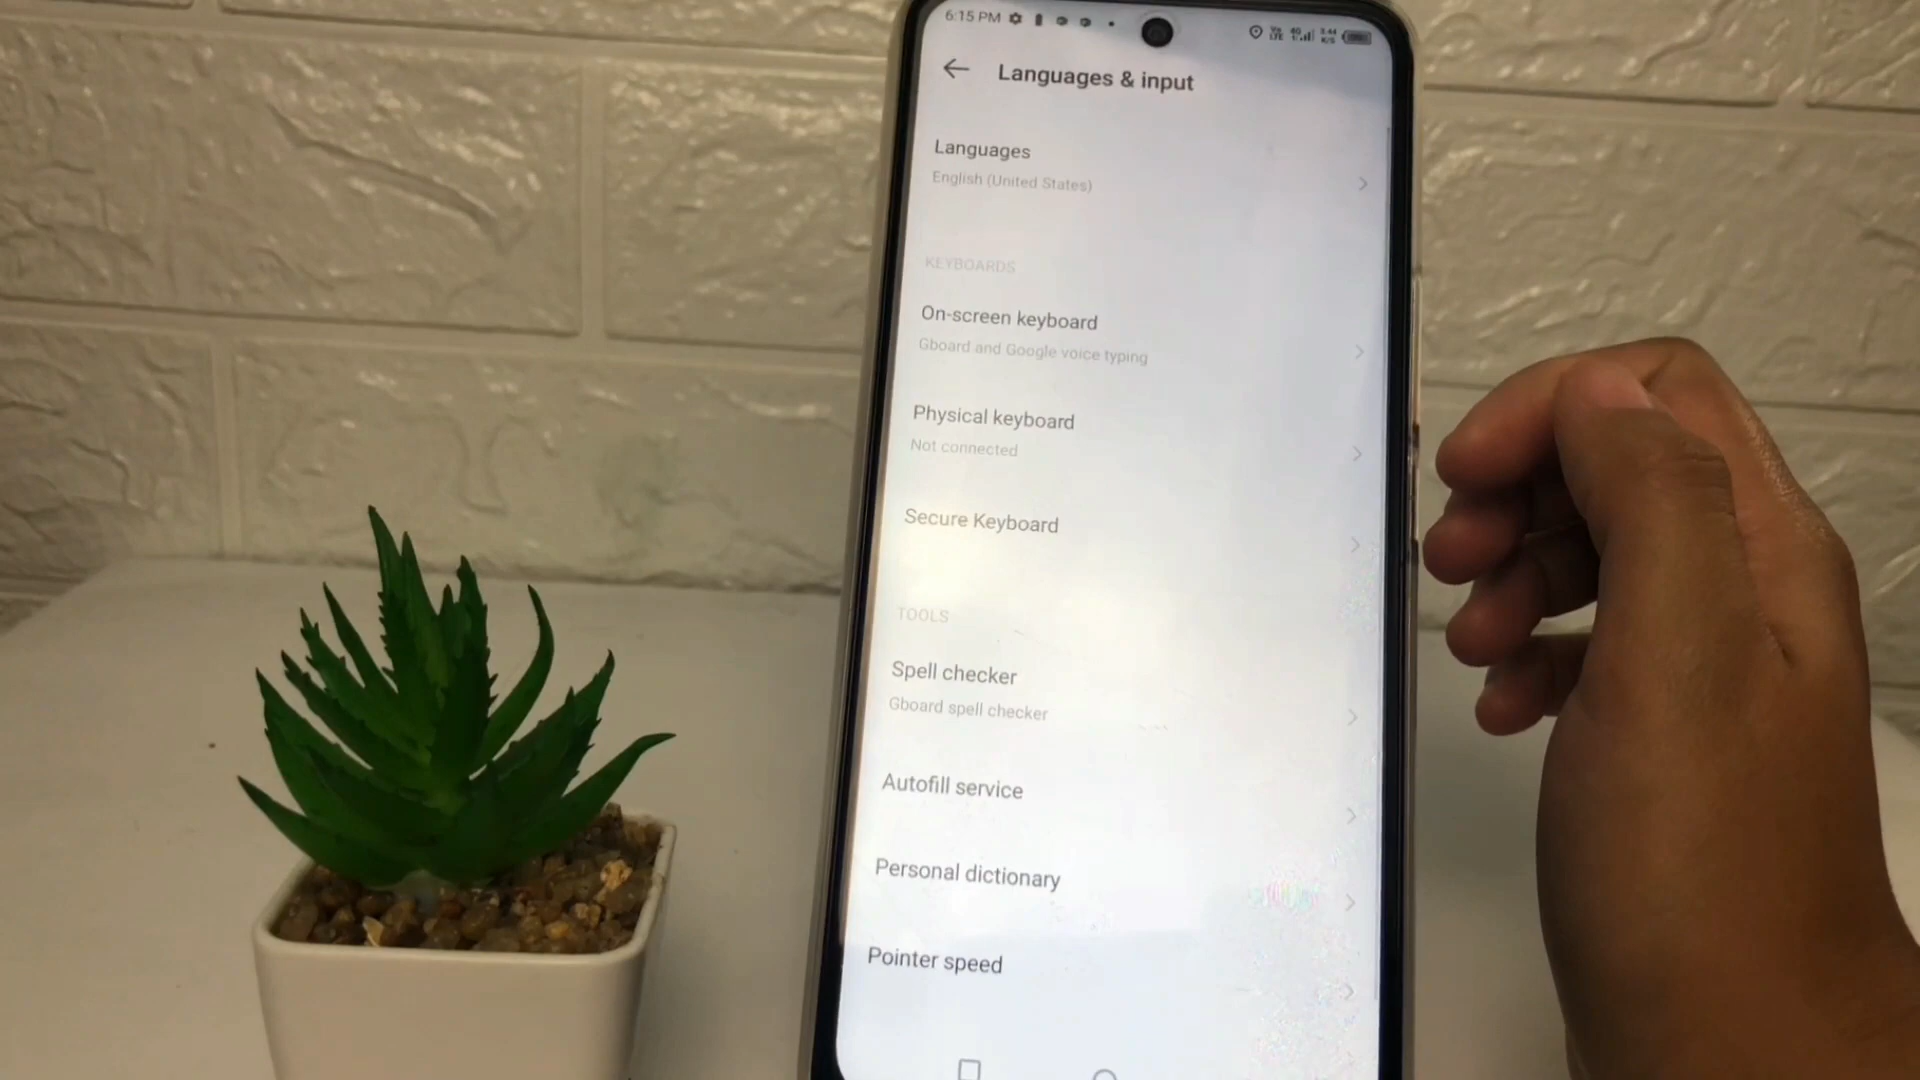 6:15 PM
Languages & input
Languages
English (United States)
KEYBOARDS
On-screen keyboard
Gboard and Google voice typing
Physical keyboard
Not connected
Secure Keyboard
TOOLS
Spell checker
Gboard spell checker
Autofill service
Personal dictionary
Pointer speed